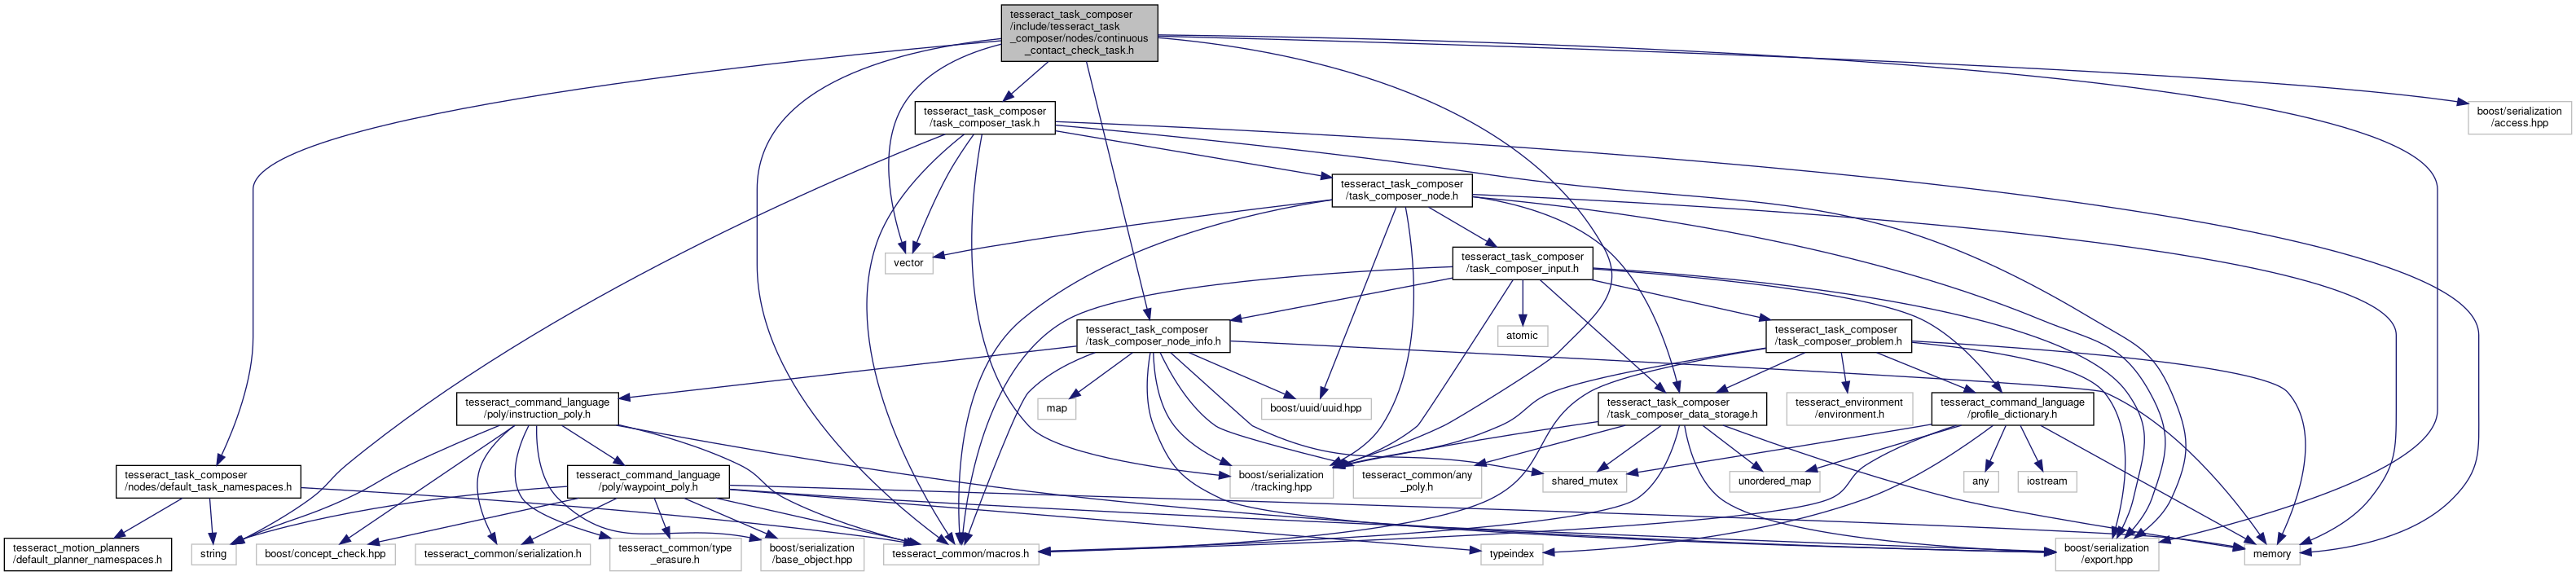 tesseract_task_composer
/include/tesseract_task
_composer/nodes/continuous
_contact_check_task.h
tesseract_task_composer
/task_composer_task.h
boost/serialization
/access.hpp
tesseract_task_composer
/task_composer_node.h
vector
tesseract_task_composer
/task_composer_input.h
tesseract_task_composer
/task_composer_node_info.h
atomic
tesseract_task_composer
/task_composer_problem.h
tesseract_command_language
/poly/instruction_poly.h
map
boost/uuid/uuid.hpp
tesseract_task_composer
/task_composer_data_storage.h
tesseract_environment
/environment.h
tesseract_command_language
/profile_dictionary.h
tesseract_task_composer
/nodes/default_task_namespaces.h
tesseract_command_language
/poly/waypoint_poly.h
boost/serialization
/tracking.hpp
tesseract_common/any
_poly.h
shared_mutex
unordered_map
any
iostream
tesseract_motion_planners
/default_planner_namespaces.h
string
boost/concept_check.hpp
tesseract_common/serialization.h
tesseract_common/type
_erasure.h
boost/serialization
/base_object.hpp
tesseract_common/macros.h
typeindex
boost/serialization
/export.hpp
memory